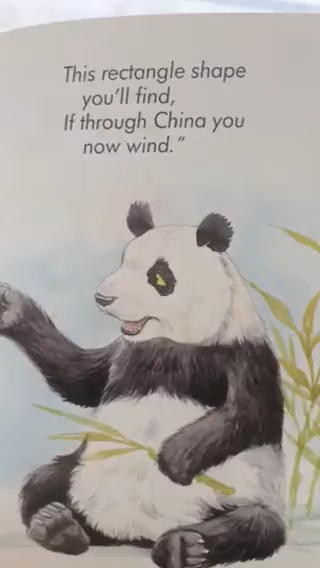 This rectangle shape
you'll find,
If through China you
now wind."